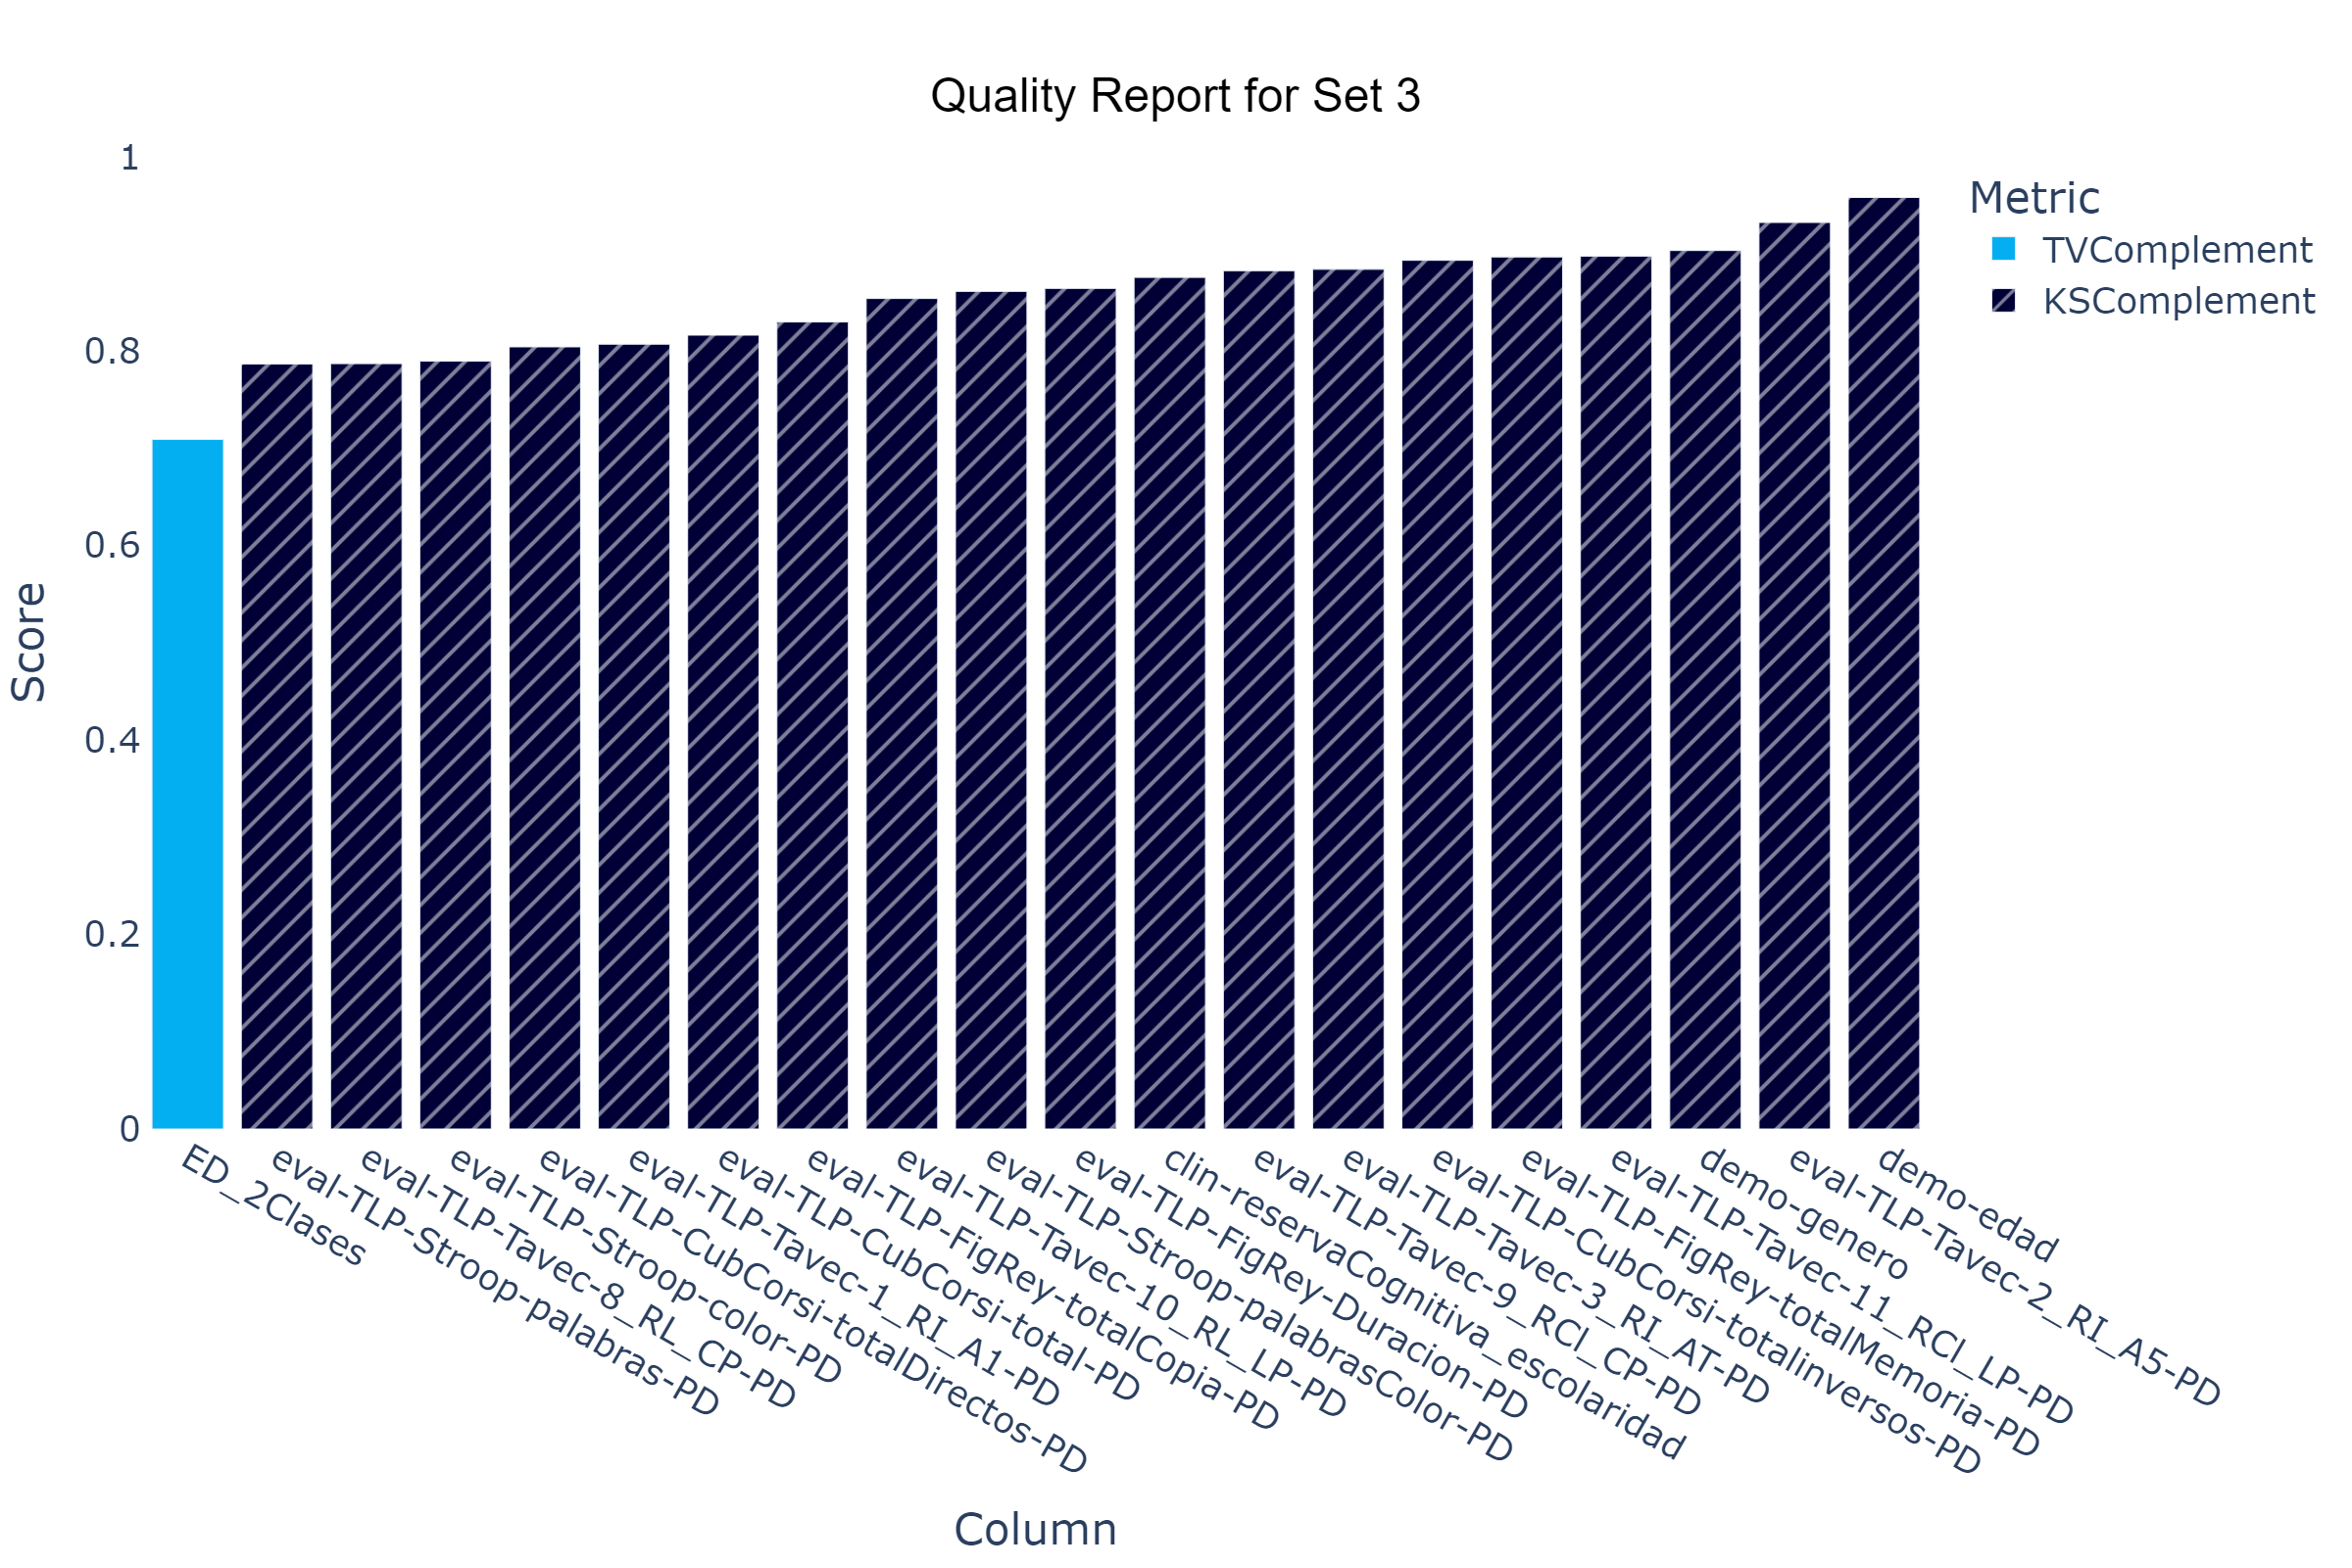 Quality Report for Set 3
1
0.8
0.6
0.4
0.2
0
Score
Metric
TVComplement
KSComplement
ED_2Clases
eval-TLP-Stroop-palabras-PD
eval-TLP-Tavec-8_RL_CP-PD
eval-TLP-Stroop-color-PD
eval-TLP-CubCorsi-totalDirectos-PD
eval-TLP-Tavec-1_RI_A1-PD
eval-TLP-CubCorsi-total-PD
eval-TLP-FigRey-totalCopia-PD
eval-TLP-Tavec-10_RL_LP-PD
eval-TLP-Stroop-palabrasColor-PD
eval-TLP-FigRey-Duracion-PD
clin-reservaCognitiva_escolaridad
eval-TLP-Tavec-9_RCl_CP-PD
eval-TLP-Tavec-3_RI_AT-PD
eval-TLP-CubCorsi-totalinversos-PD
eval-TLP-FigRey-totalMemoria-PD
eval-TLP-Tavec-11_RCl_LP-PD
demo-genero
eval-TLP-Tavec-2_RI_A5-PD
demo-edad
Column